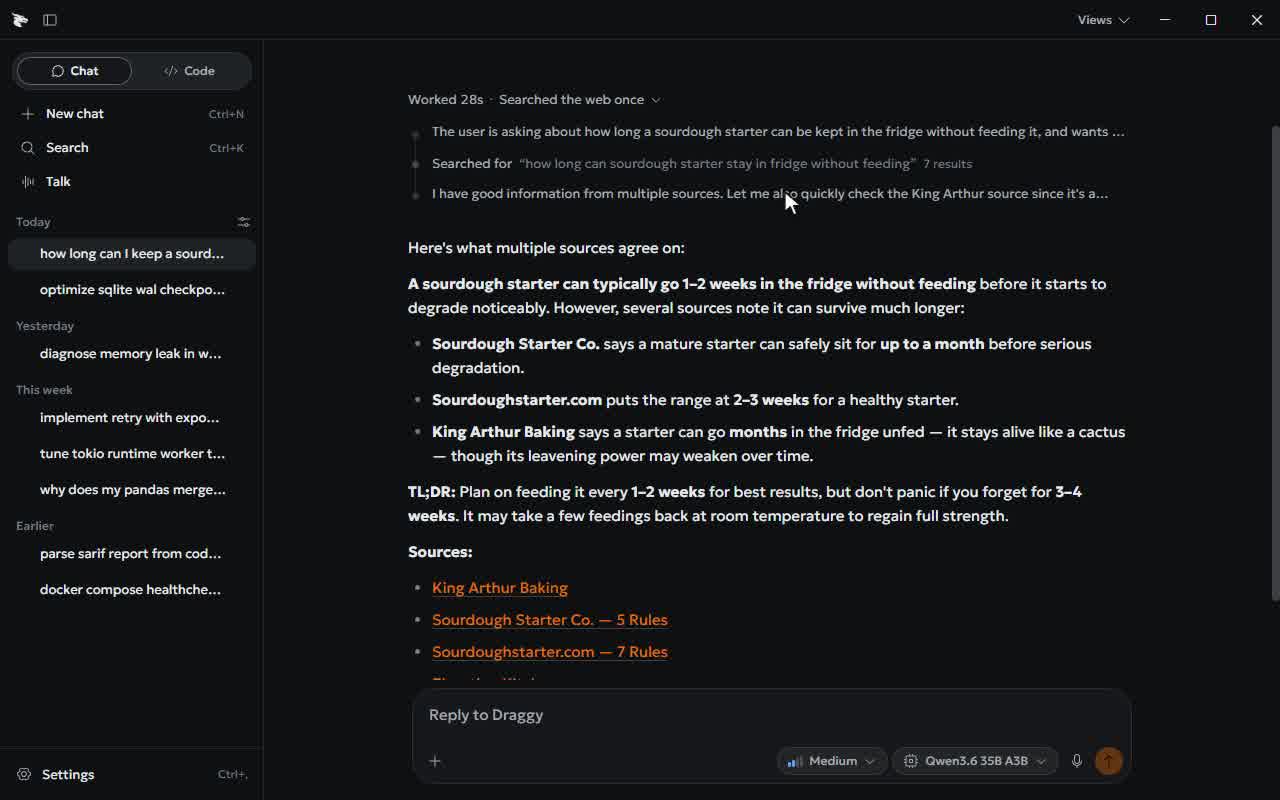 Views
Chat
Code
New chat Ctrl+N
Search Ctrl+K
Talk
Today
how long can I keep a sourd...
optimize sqlite wal checkpo...
Yesterday
diagnose memory leak in w...
This week
implement retry with expo...
tune tokio runtime worker t...
why does my pandas merge...
Earlier
parse sarif report from cod...
docker compose healthche...
Settings Ctrl+,
Worked 28s · Searched the web once
The user is asking about how long a sourdough starter can be kept in the fridge without feeding it, and wants ...
Searched for “how long can sourdough starter stay in fridge without feeding” 7 results
I have good information from multiple sources. Let me also quickly check the King Arthur source since it's a...
Here's what multiple sources agree on:
A sourdough starter can typically go 1–2 weeks in the fridge without feeding before it starts to
degrade noticeably. However, several sources note it can survive much longer:
• Sourdough Starter Co. says a mature starter can safely sit for up to a month before serious
degradation.
• Sourdoughstarter.com puts the range at 2–3 weeks for a healthy starter.
• King Arthur Baking says a starter can go months in the fridge unfed — it stays alive like a cactus
— though its leavening power may weaken over time.
TL;DR: Plan on feeding it every 1–2 weeks for best results, but don't panic if you forget for 3–4
weeks. It may take a few feedings back at room temperature to regain full strength.
Sources:
• King Arthur Baking
• Sourdough Starter Co. — 5 Rules
• Sourdoughstarter.com — 7 Rules
Reply to Draggy
Medium
Qwen3.6 35B A3B